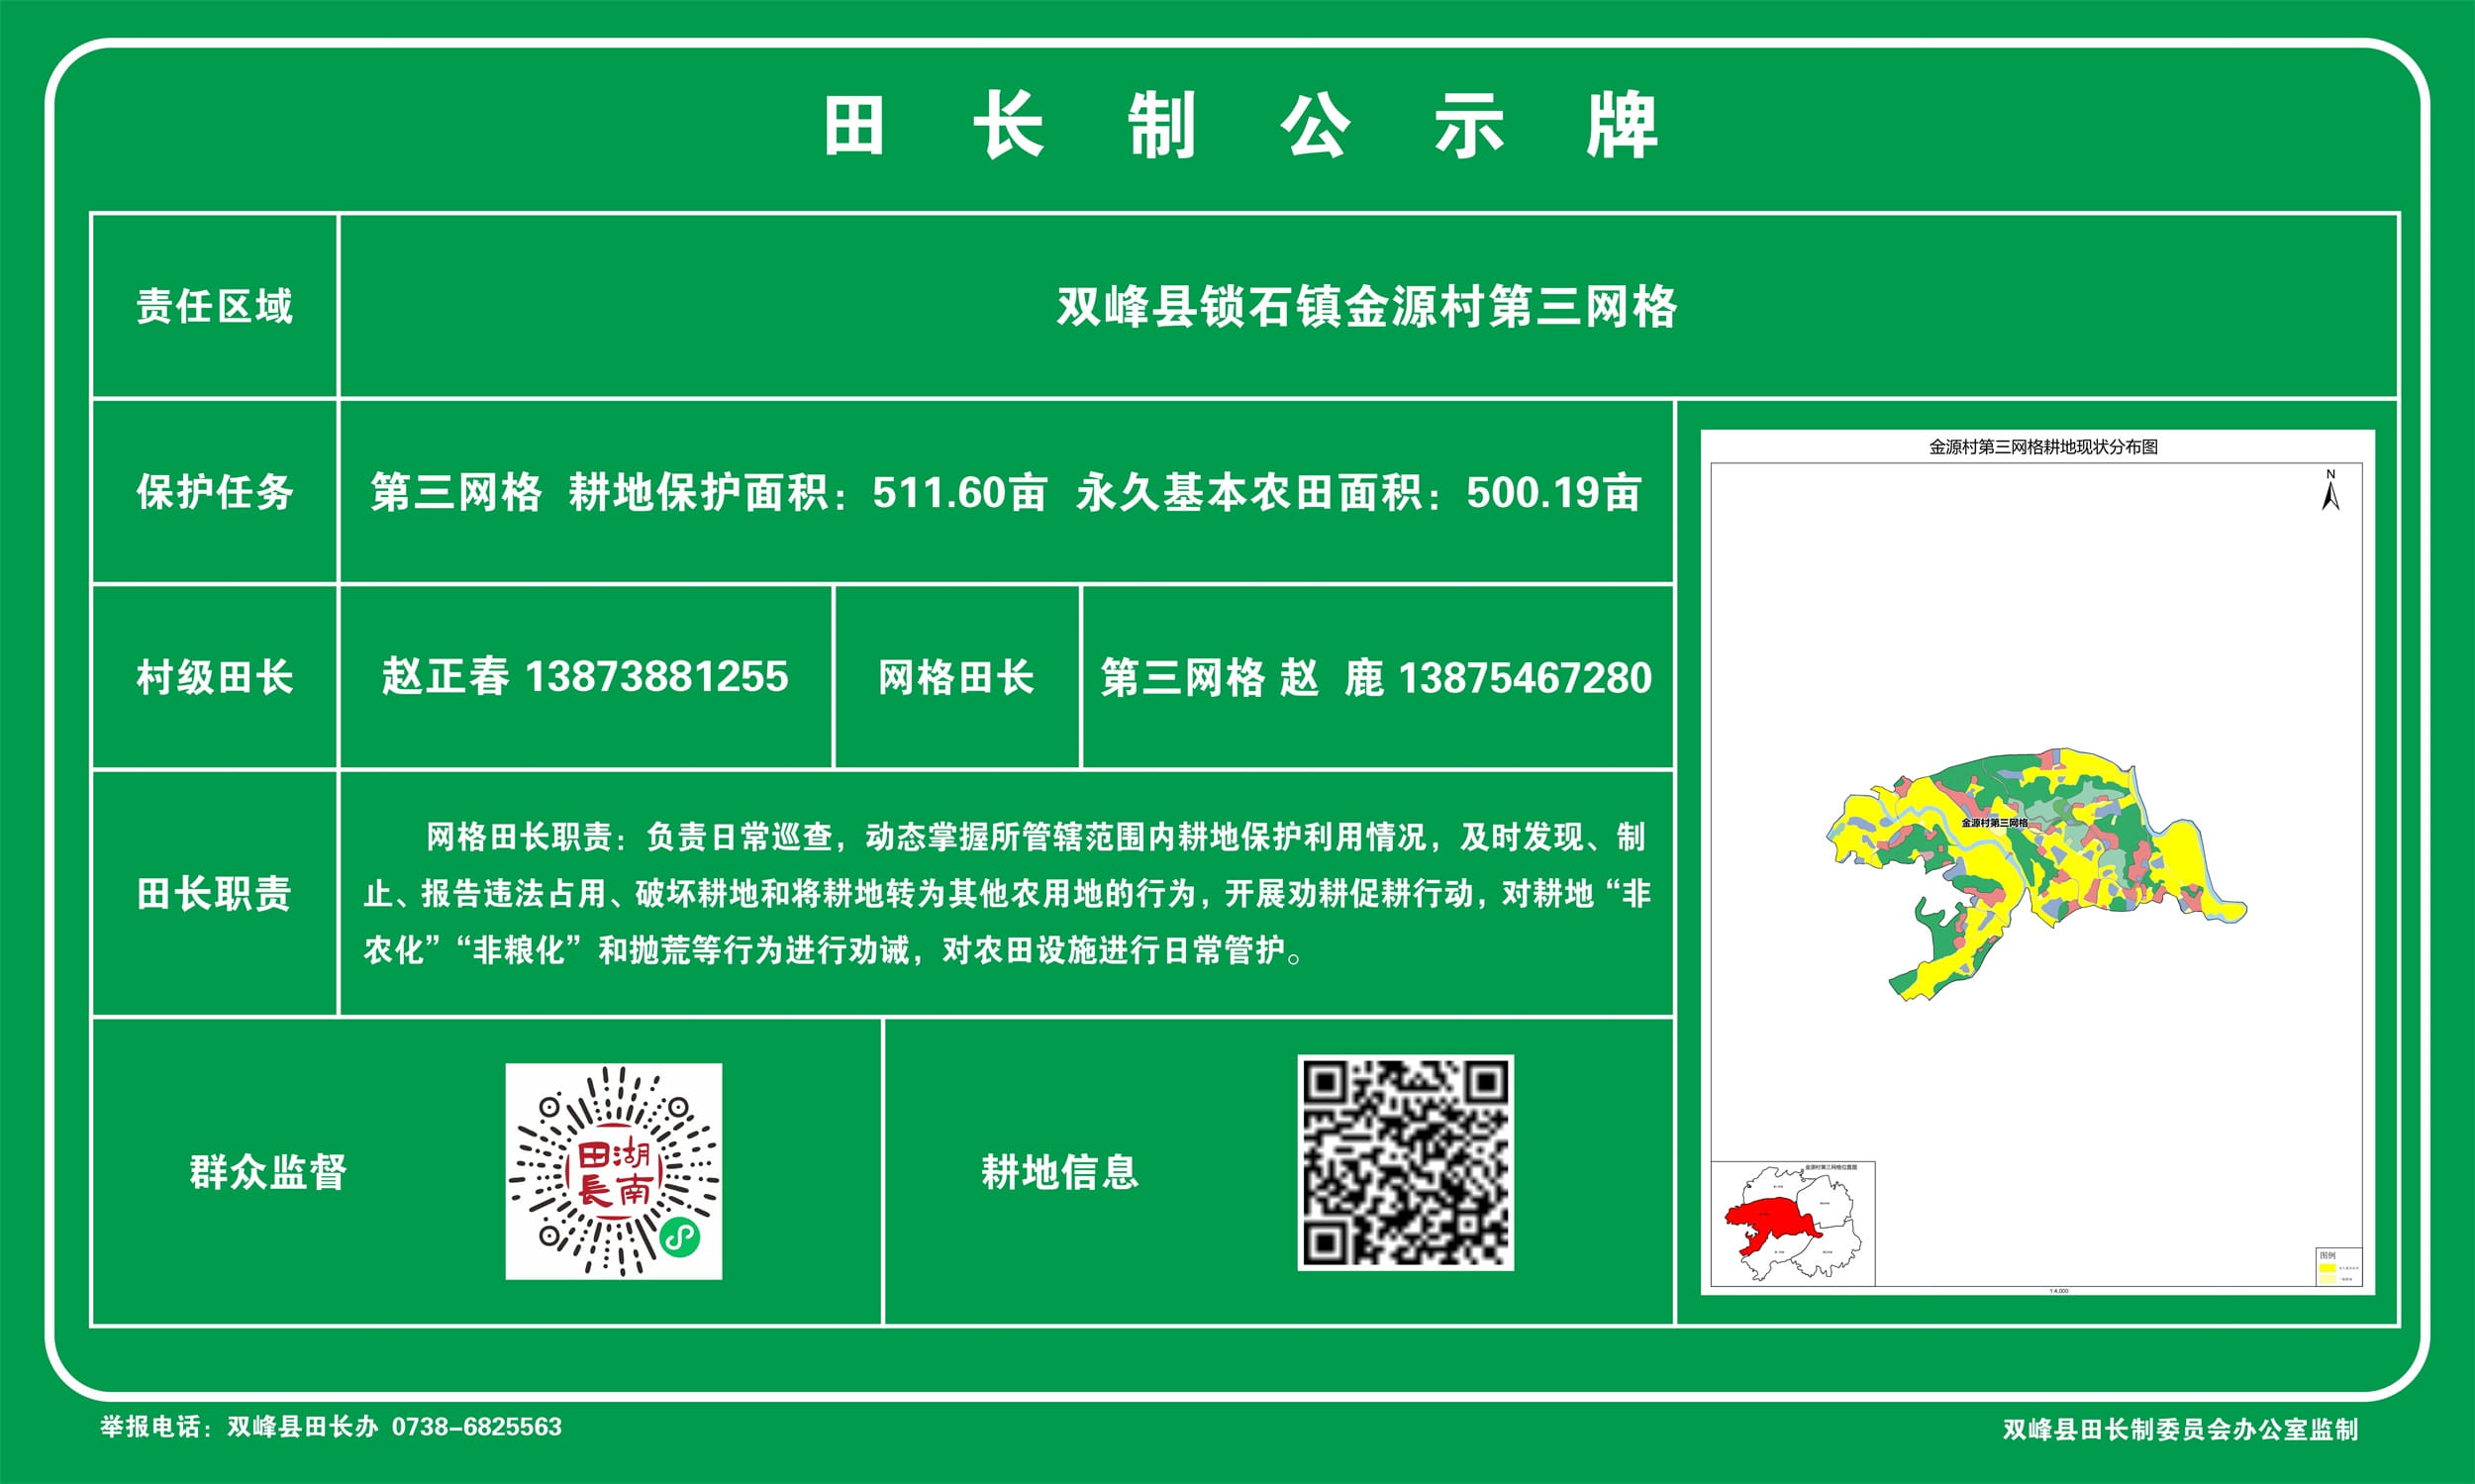 田长制公示牌
责任区域
双峰县锁石镇金源村第三网格
保护任务
第三网格 耕地保护面积：511.60亩 永久基本农田面积：500.19亩
村级田长
赵正春 13873881255
网格田长
第三网格 赵 鹿 13875467280
田长职责
网格田长职责：负责日常巡查，动态掌握所管辖范围内耕地保护利用情况，及时发现、制
止、报告违法占用、破坏耕地和将耕地转为其他农用地的行为，开展劝耕促耕行动，对耕地“非
农化”“非粮化”和抛荒等行为进行劝诫，对农田设施进行日常管护。
群众监督
湖南
田長
耕地信息
金源村第三网格耕地现状分布图
N
金源村第三网格
金源村第三网格位置图
图例
1:4,000
举报电话：双峰县田长办 0738-6825563
双峰县田长制委员会办公室监制